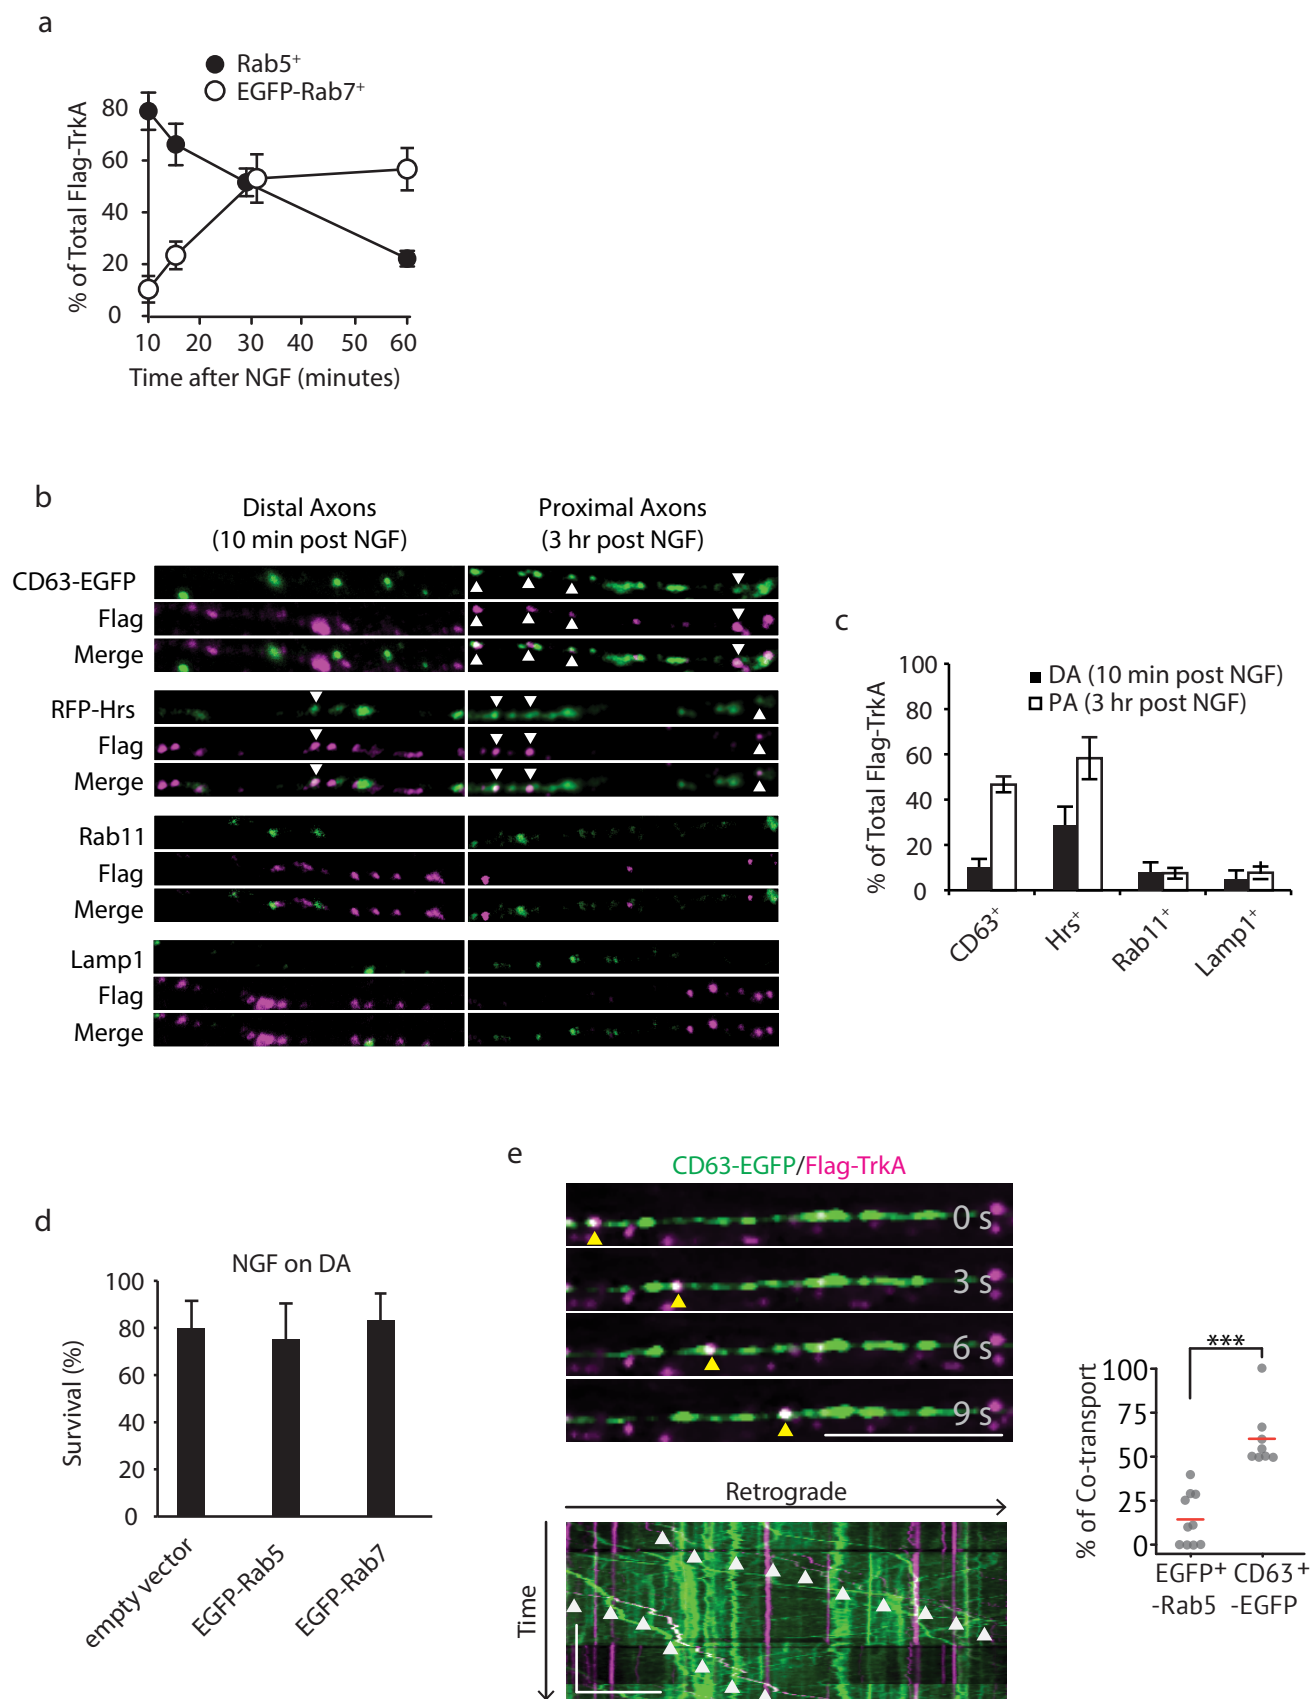 a
Rab5⁺
EGFP-Rab7⁺
% of Total Flag-TrkA
80
60
40
20
0
10 20 30 40 50 60
Time after NGF (minutes)
b
Distal Axons
(10 min post NGF)
Proximal Axons
(3 hr post NGF)
CD63-EGFP
Flag
Merge
RFP-Hrs
Flag
Merge
Rab11
Flag
Merge
Lamp1
Flag
Merge
c
DA (10 min post NGF)
PA (3 hr post NGF)
% of Total Flag-TrkA
100
80
60
40
20
0
CD63⁺
Hrs⁺
Rab11⁺
Lamp1⁺
d
NGF on DA
Survival (%)
100
80
60
40
20
0
empty vector
EGFP-Rab5
EGFP-Rab7
e
CD63-EGFP/Flag-TrkA
0 s
3 s
6 s
9 s
Retrograde
Time
***
% of Co-transport
100
75
50
25
0
EGFP⁺ CD63⁺
-Rab5 -EGFP